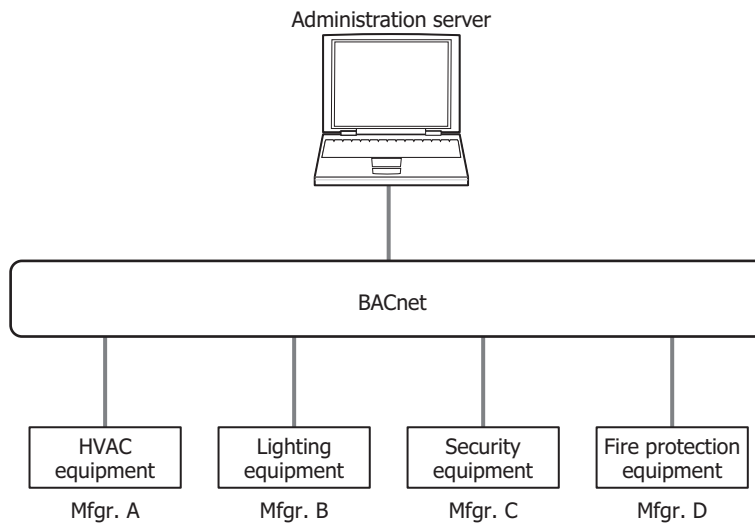 Administration server
BACnet
HVAC
equipment
Lighting
equipment
Security
equipment
Fire protection
equipment
Mfgr. A
Mfgr. B
Mfgr. C
Mfgr. D